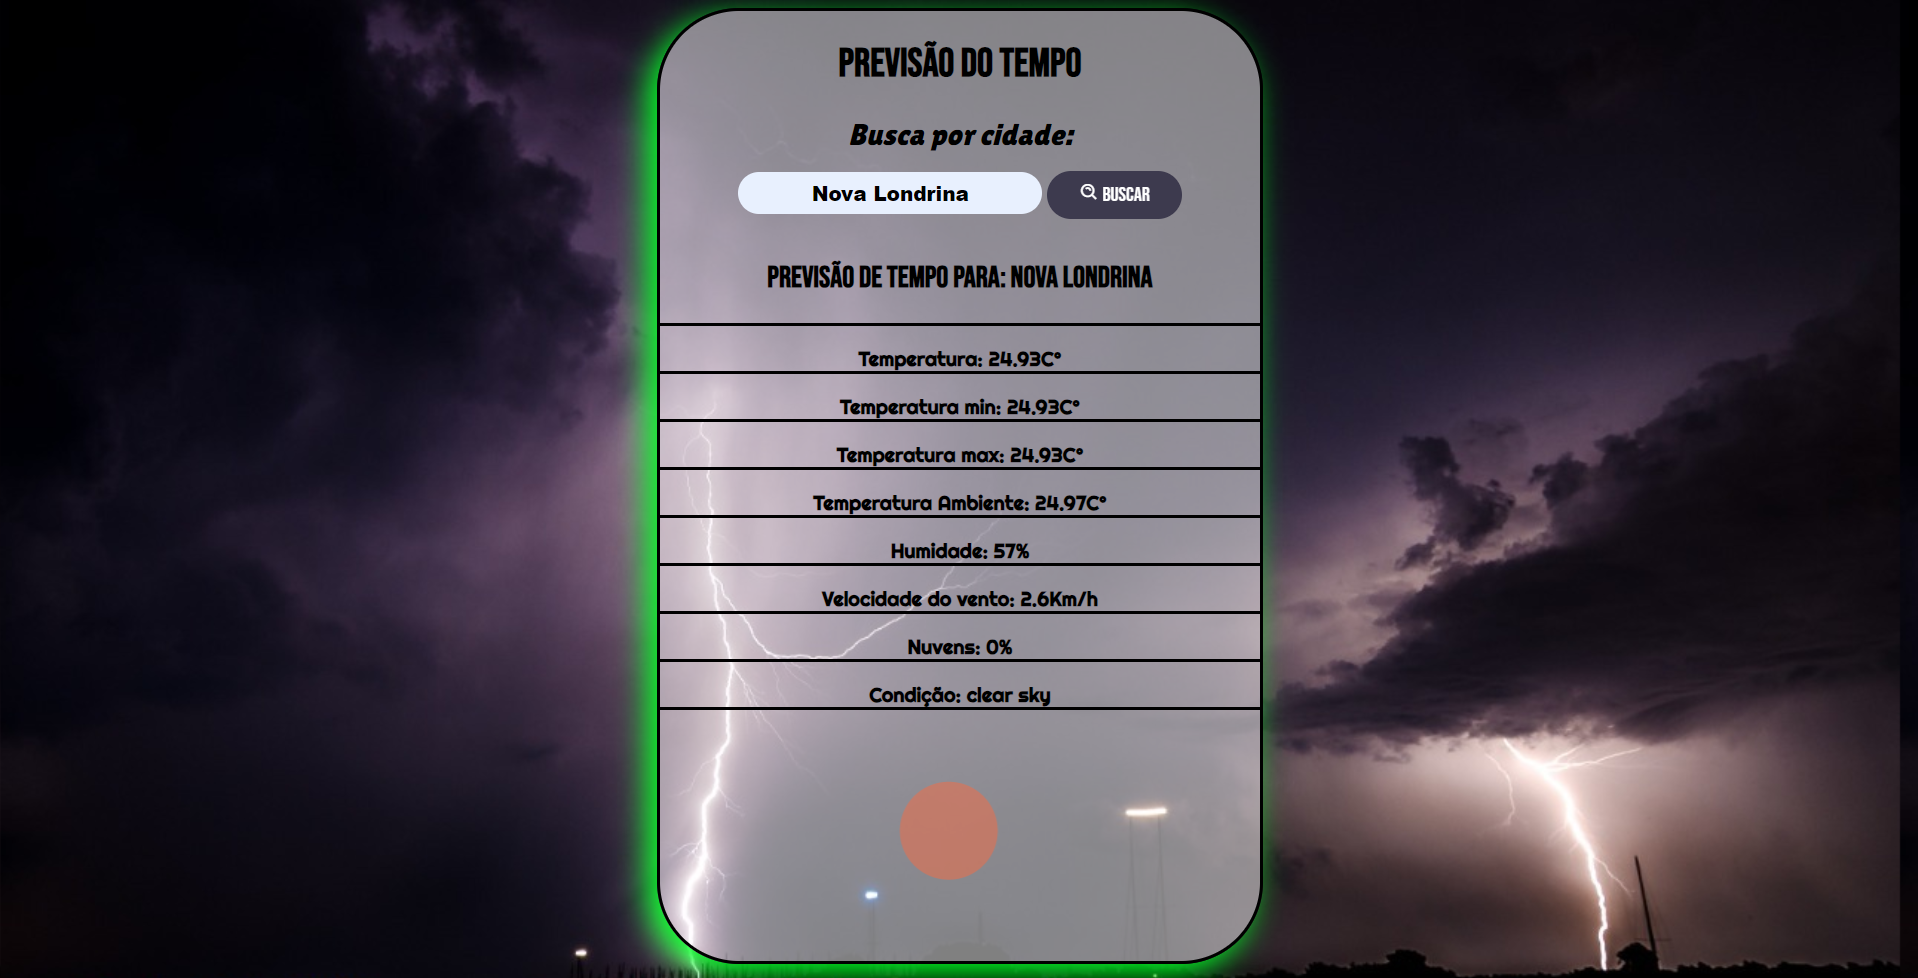 PREVISÃO DO TEMPO
Busca por cidade:
Nova Londrina
BUSCAR
PREVISÃO DE TEMPO PARA: NOVA LONDRINA
Temperatura: 24.93C°
Temperatura min: 24.93C°
Temperatura max: 24.93C°
Temperatura Ambiente: 24.97C°
Humidade: 57%
Velocidade do vento: 2.6Km/h
Nuvens: 0%
Condição: clear sky